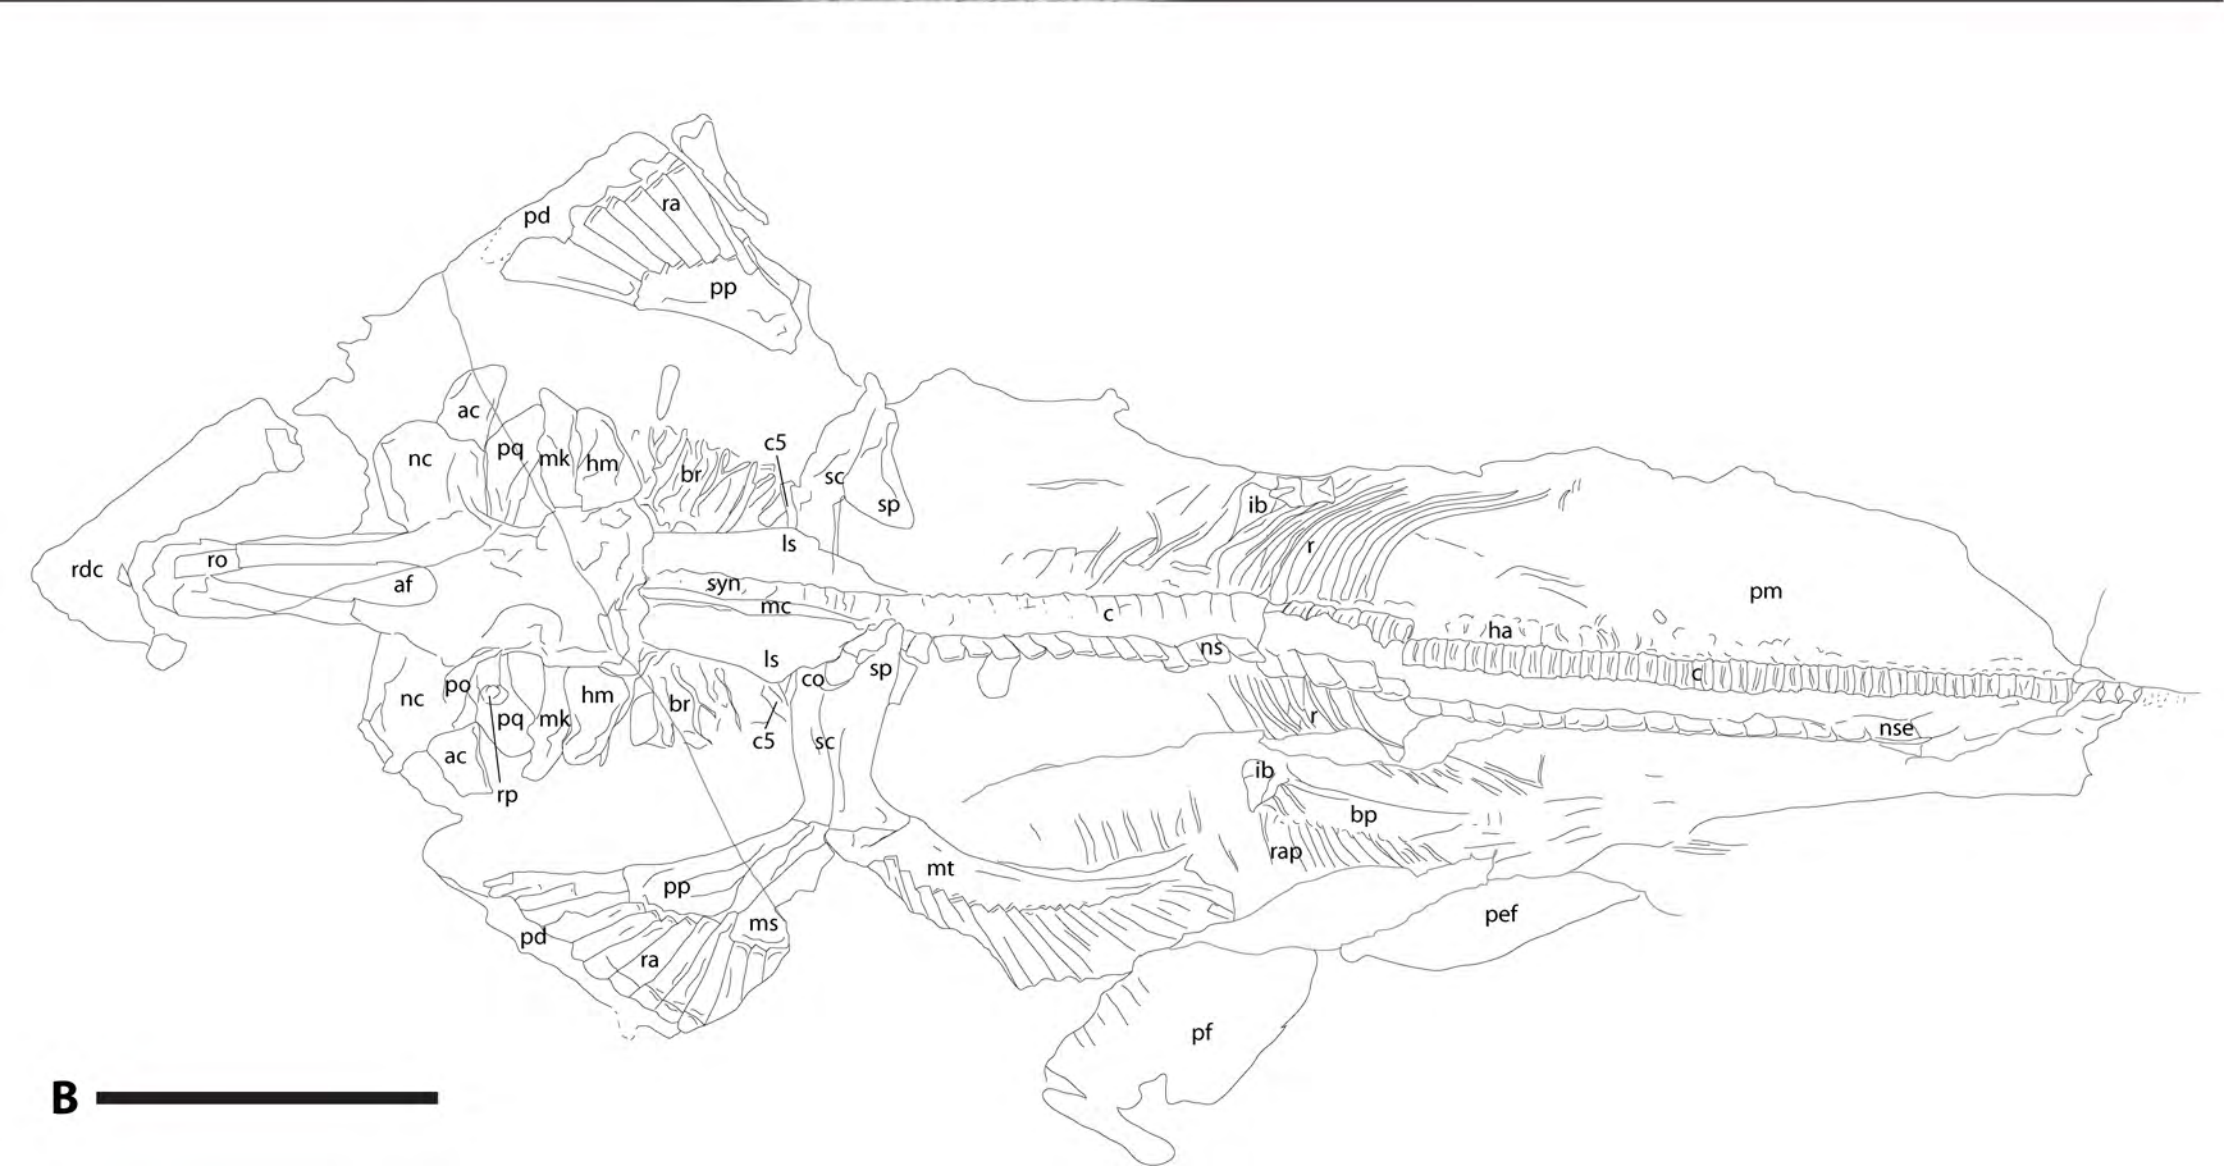 pd
ra
pp
ac
nc
pq
mk
hm
br
c5
sc
sp
ib
r
ls
rdc
ro
af
syn
mc
c
pm
ha
ns
ls
co
sp
c
nc
po
pq
mk
hm
br
c5
sc
r
nse
ac
rp
ib
bp
rap
mt
pp
ms
pd
ra
pef
pf
B